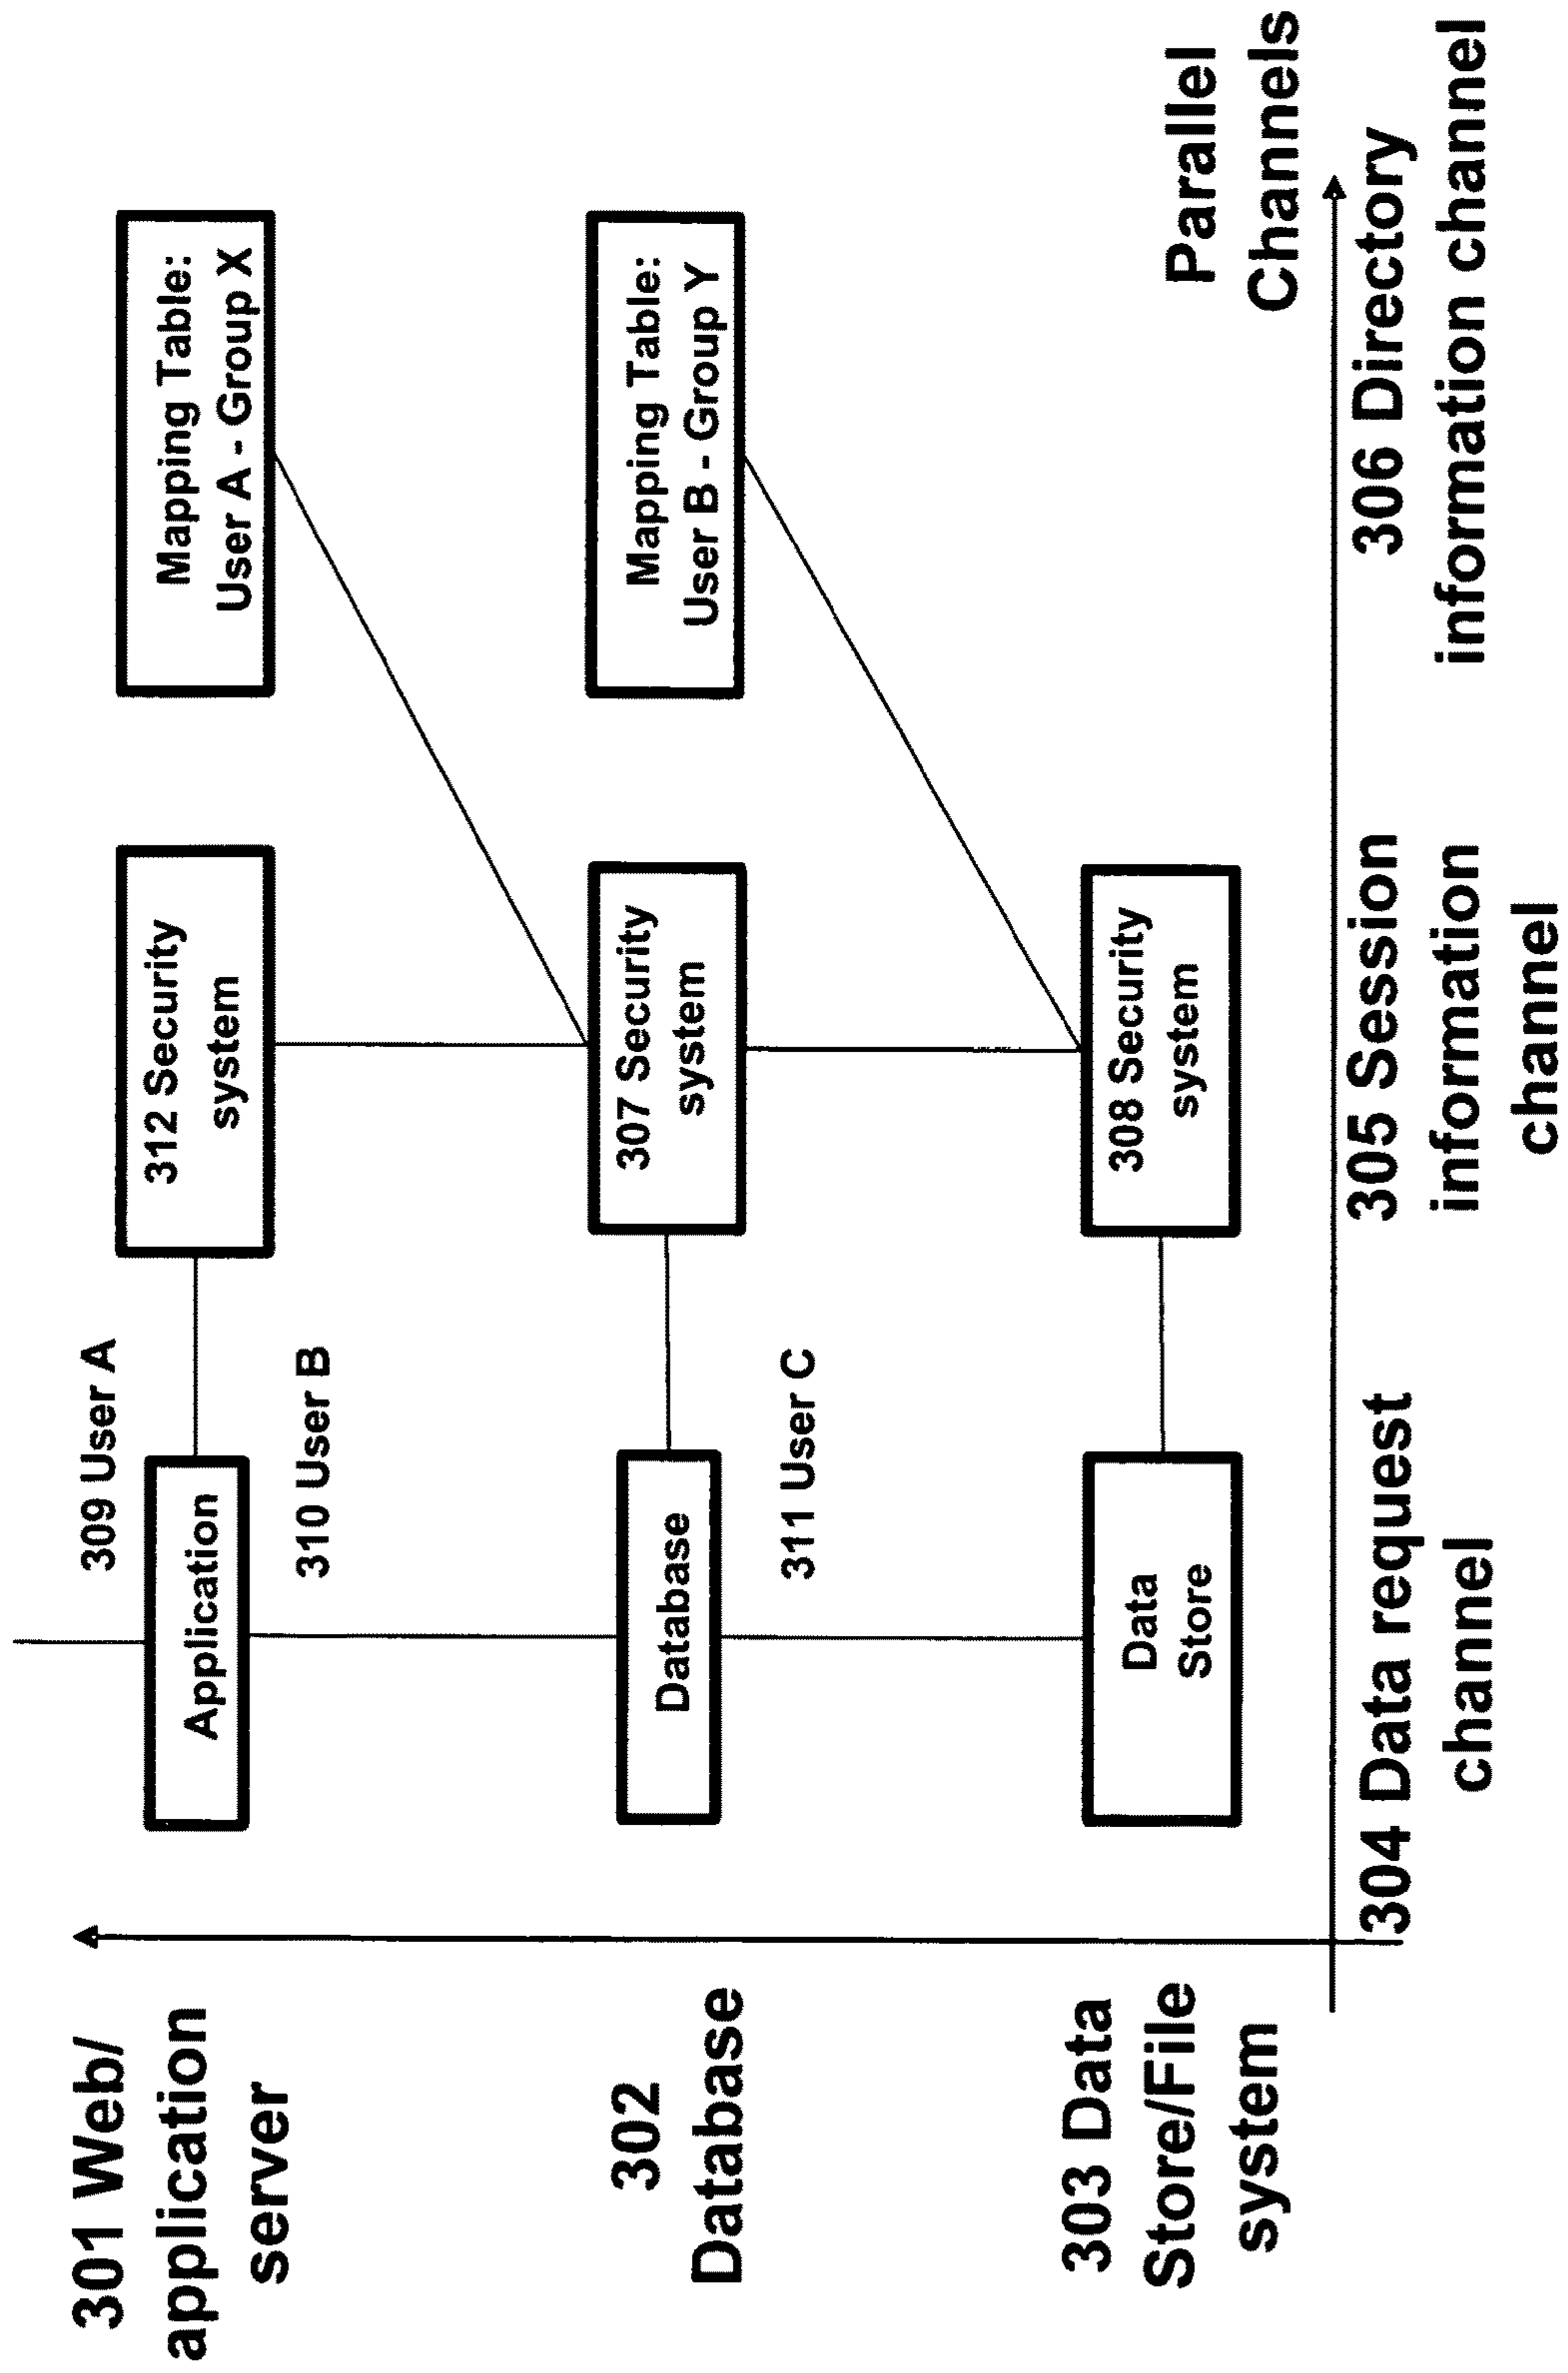 301 Web/
application
server
309 User A
Application
310 User B
312 Security
system
Mapping Table:
User A - Group X
302
Database
Database
311 User C
307 Security
system
Mapping Table:
User B - Group Y
303 Data
Store/File
system
Data
Store
308 Security
system
Parallel
Channels
304 Data request
channel
305 Session
information
channel
306 Directory
information channel